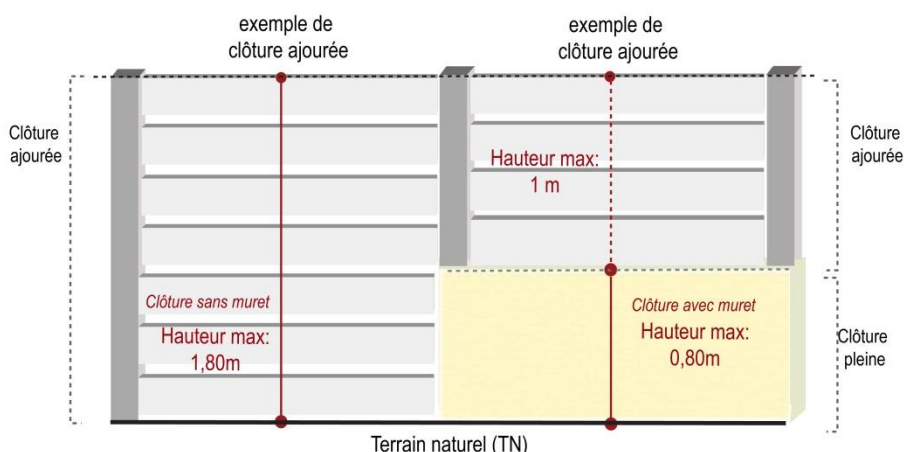 exemple de
clôture ajourée
exemple de
clôture ajourée
Clôture
ajourée
Hauteur max:
1 m
Clôture
ajourée
Clôture sans muret
Hauteur max:
1,80m
Clôture avec muret
Hauteur max:
0,80m
Clôture
pleine
Terrain naturel (TN)